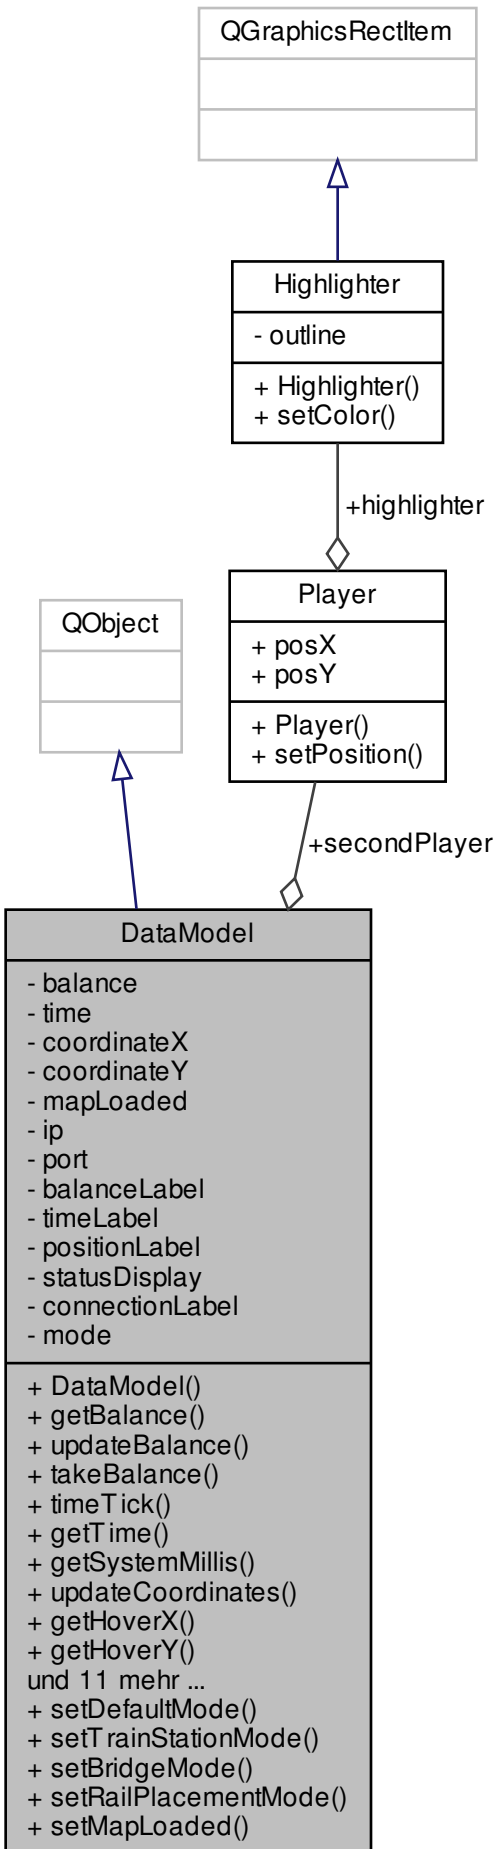 QGraphicsRectItem
Highlighter
- outline
+ Highlighter()
+ setColor()
+highlighter
Player
+ posX
+ posY
+ Player()
+ setPosition()
QObject
+secondPlayer
DataModel
- balance
- time
- coordinateX
- coordinateY
- mapLoaded
- ip
- port
- balanceLabel
- timeLabel
- positionLabel
- statusDisplay
- connectionLabel
- mode
+ DataModel()
+ getBalance()
+ updateBalance()
+ takeBalance()
+ timeTick()
+ getTime()
+ getSystemMillis()
+ updateCoordinates()
+ getHoverX()
+ getHoverY()
und 11 mehr ...
+ setDefaultMode()
+ setTrainStationMode()
+ setBridgeMode()
+ setRailPlacementMode()
+ setMapLoaded()